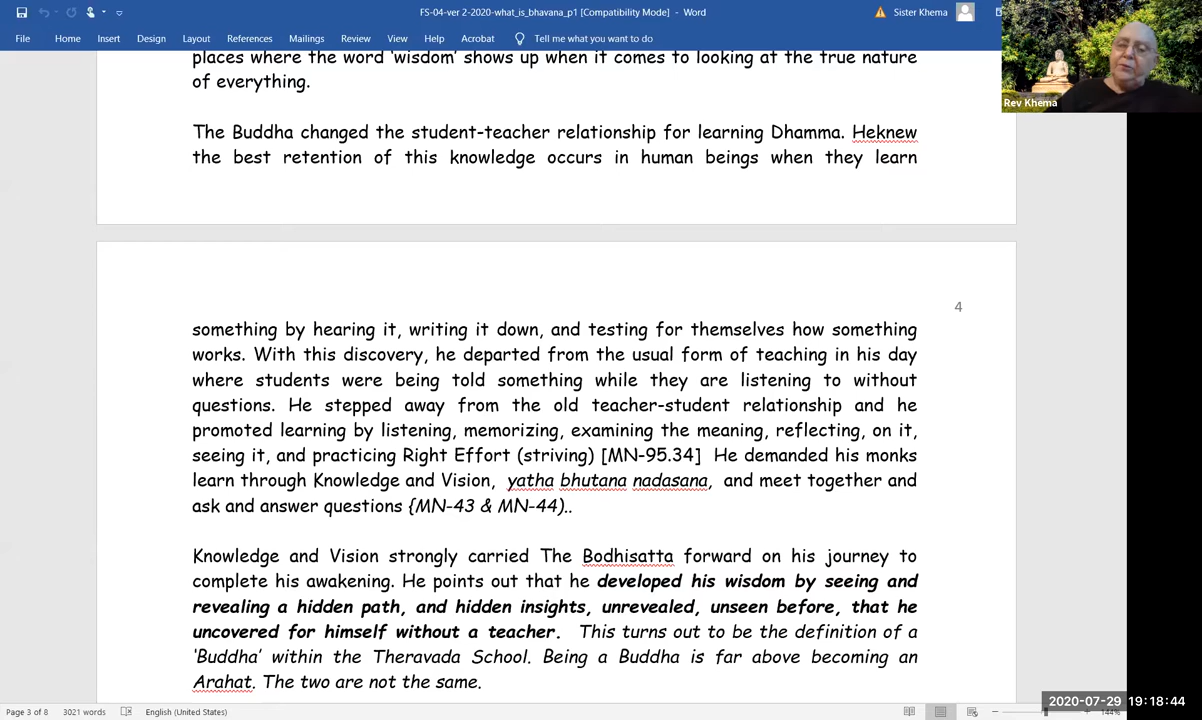 FS-04-ver 2-2020-what_is_bhavana_p1 [Compatibility Mode] - Word
Sister Khema
File Home Insert Design Layout References Mailings Review View Help Acrobat Tell me what you want to do
Rev Khema
places where the word 'wisdom' shows up when it comes to looking at the true nature
of everything.
The Buddha changed the student-teacher relationship for learning Dhamma. Heknew
the best retention of this knowledge occurs in human beings when they learn
4
something by hearing it, writing it down, and testing for themselves how something
works. With this discovery, he departed from the usual form of teaching in his day
where students were being told something while they are listening to without
questions. He stepped away from the old teacher-student relationship and he
promoted learning by listening, memorizing, examining the meaning, reflecting, on it,
seeing it, and practicing Right Effort (striving) [MN-95.34] He demanded his monks
learn through Knowledge and Vision, yatha bhutana nadasana, and meet together and
ask and answer questions {MN-43 & MN-44)..
Knowledge and Vision strongly carried The Bodhisatta forward on his journey to
complete his awakening. He points out that he developed his wisdom by seeing and
revealing a hidden path, and hidden insights, unrevealed, unseen before, that he
uncovered for himself without a teacher. This turns out to be the definition of a
'Buddha' within the Theravada School. Being a Buddha is far above becoming an
Arahat. The two are not the same.
Page 3 of 8 3021 words English (United States)
2020-07-29 19:18:44